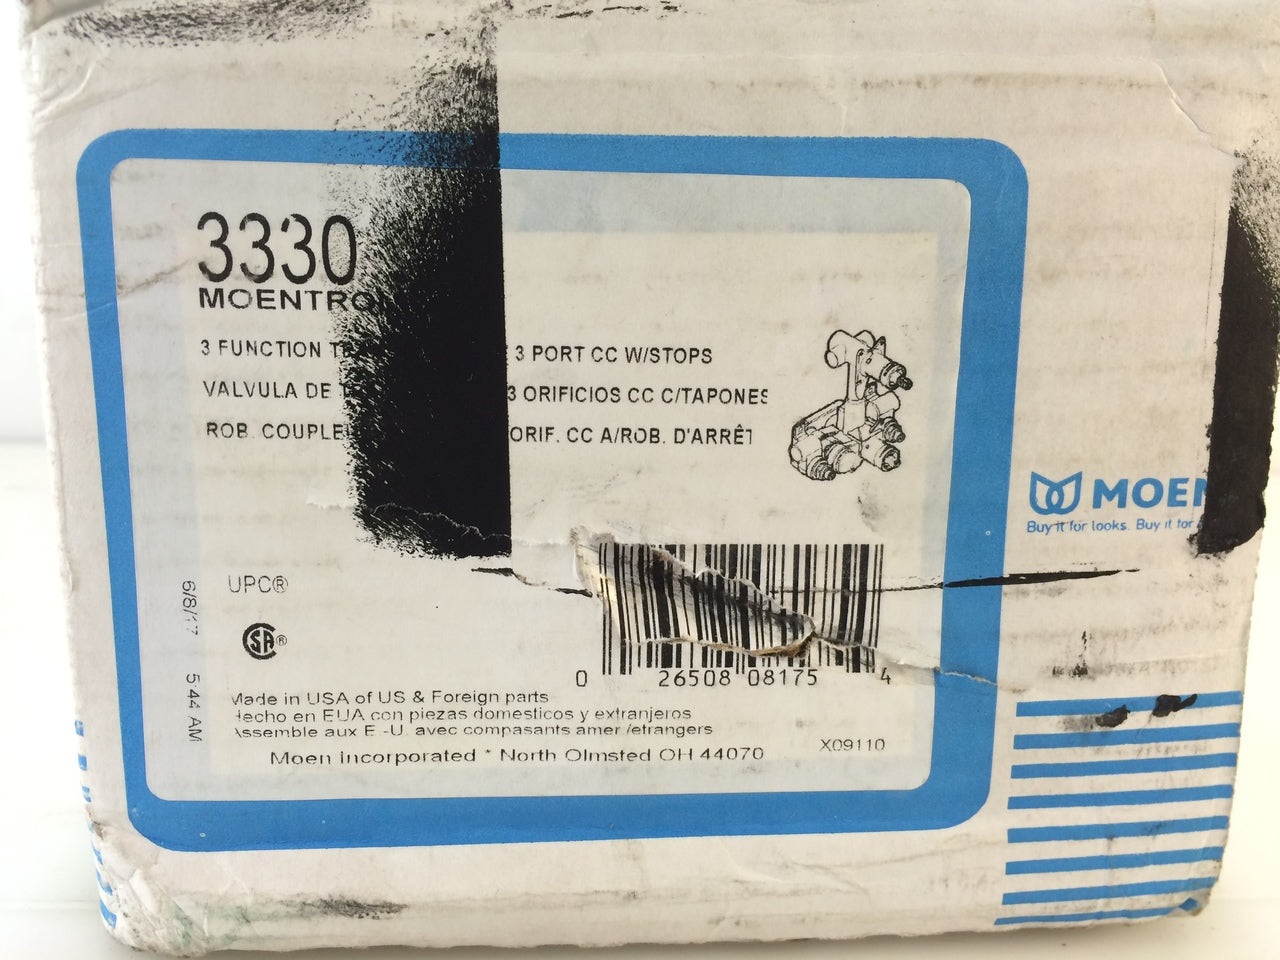 3330
MOENTRO
3 FUNCTION T 3 PORT CC W/STOPS
VALVULA DE 3 ORIFICIOS CC C/TAPONES
ROB. COUPLE ORIF. CC A/ROB. D'ARRÊT
MOEN
Buy it for looks. Buy it for
UPC®
SA®
6/8/17 5 44 AM
0 26508 08175 4
Made in USA of US & Foreign parts
Hecho en EUA con piezas domesticos y extranjeros
Assemble aux E.-U. avec compasants amer /etrangers
Moen Incorporated * North Olmsted OH 44070
X09110